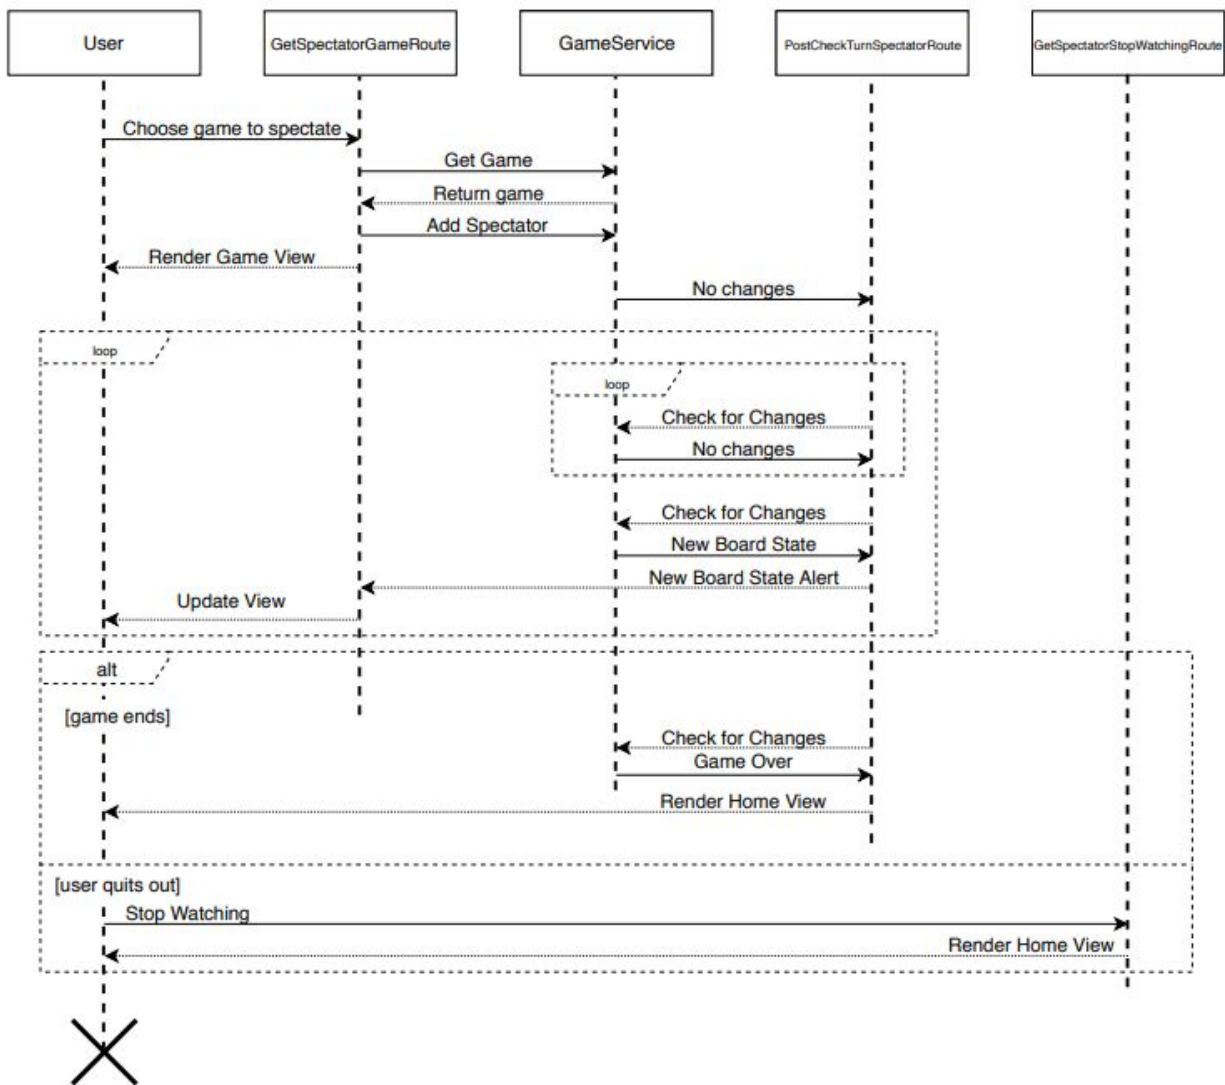 User
GetSpectatorGameRoute
GameService
PostCheckTurnSpectatorRoute
GetSpectatorStopWatchingRoute
Choose game to spectate
Get Game
Return game
Add Spectator
Render Game View
No changes
loop
loop
Check for Changes
No changes
Check for Changes
New Board State
New Board State Alert
Update View
alt
[game ends]
Check for Changes
Game Over
Render Home View
[user quits out]
Stop Watching
Render Home View